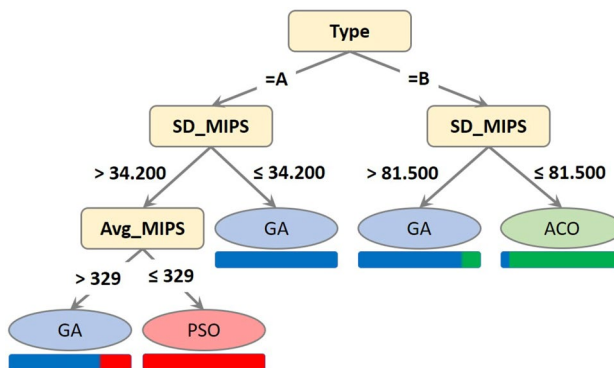 Type
=A
=B
SD_MIPS
SD_MIPS
> 34.200
≤ 34.200
> 81.500
≤ 81.500
Avg_MIPS
GA
GA
ACO
> 329
≤ 329
GA
PSO